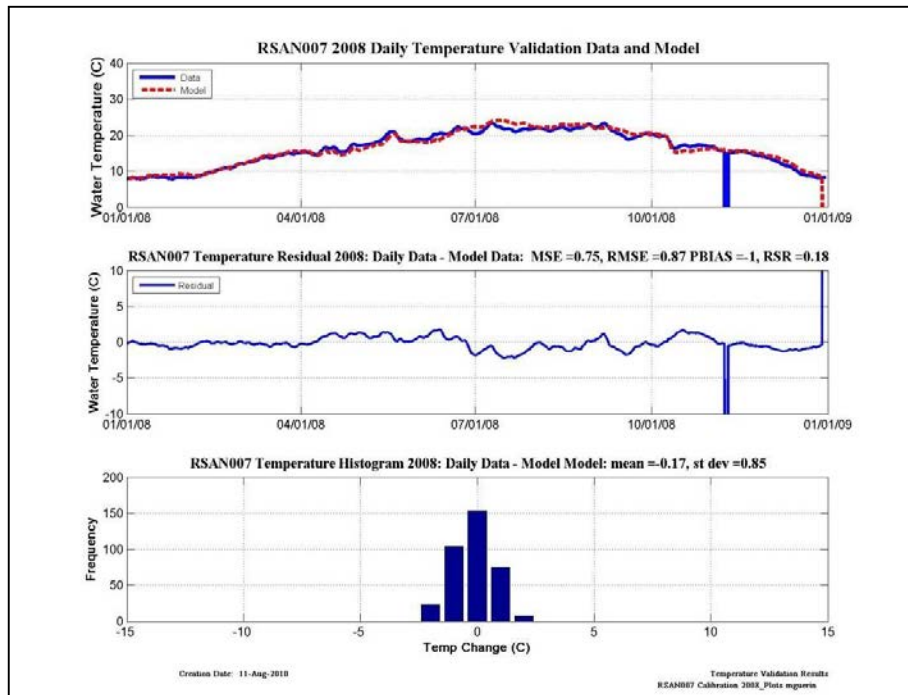 RSAN007 2008 Daily Temperature Validation Data and Model
40
30
20
10
0
Water Temperature (C)
Data
Model
01/01/08 04/01/08 07/01/08 10/01/08 01/01/09
RSAN007 Temperature Residual 2008: Daily Data - Model Data: MSE =0.75, RMSE =0.87 PBIAS =-1, RSR =0.18
10
5
0
-5
-10
Water Temperature (C)
Residual
01/01/08 04/01/08 07/01/08 10/01/08 01/01/09
RSAN007 Temperature Histogram 2008: Daily Data - Model Model: mean =-0.17, st dev =0.85
200
150
100
50
0
Frequency
-15 -10 -5 0 5 10 15
Temp Change (C)
Creation Date: 11-Aug-2010
Temperature Validation Results
RSAN007 Calibration 2008_Plots mguerin